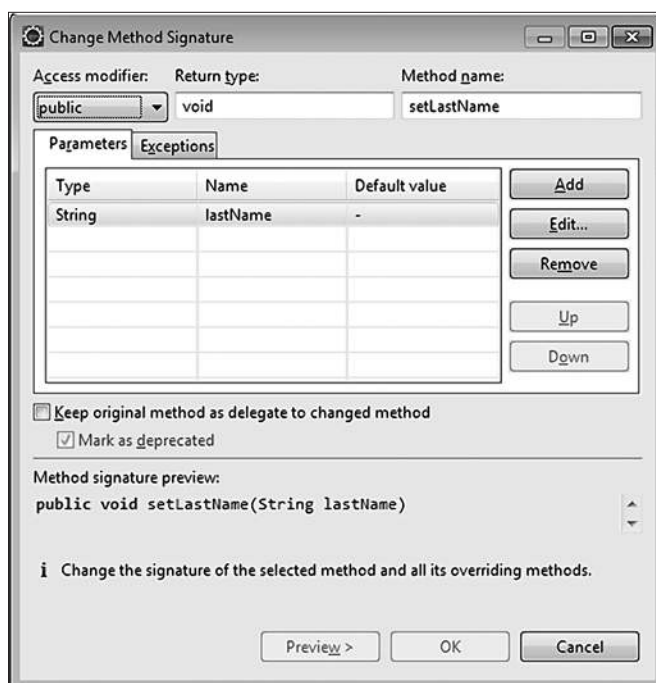 Change Method Signature
Access modifier: Return type: Method name:
public void setLastName
Parameters Exceptions
Type Name Default value
String lastName -
Add
Edit...
Remove
Up
Down
Keep original method as delegate to changed method
Mark as deprecated
Method signature preview:
public void setLastName(String lastName)
i Change the signature of the selected method and all its overriding methods.
Preview > OK Cancel